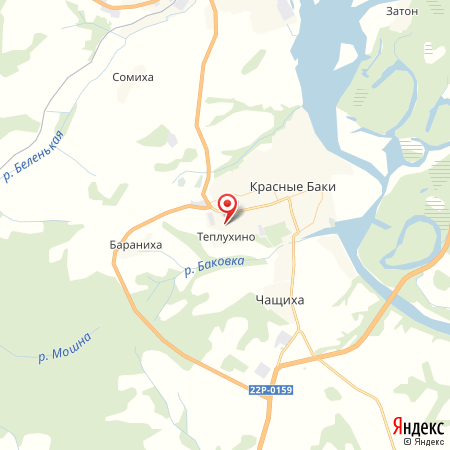 Затон
Сомиха
р. Беленькая
Красные Баки
Теплухино
Бараниха
р. Баковка
Чащиха
р. Мошна
22Р-0159
Яндекс
© Яндекс